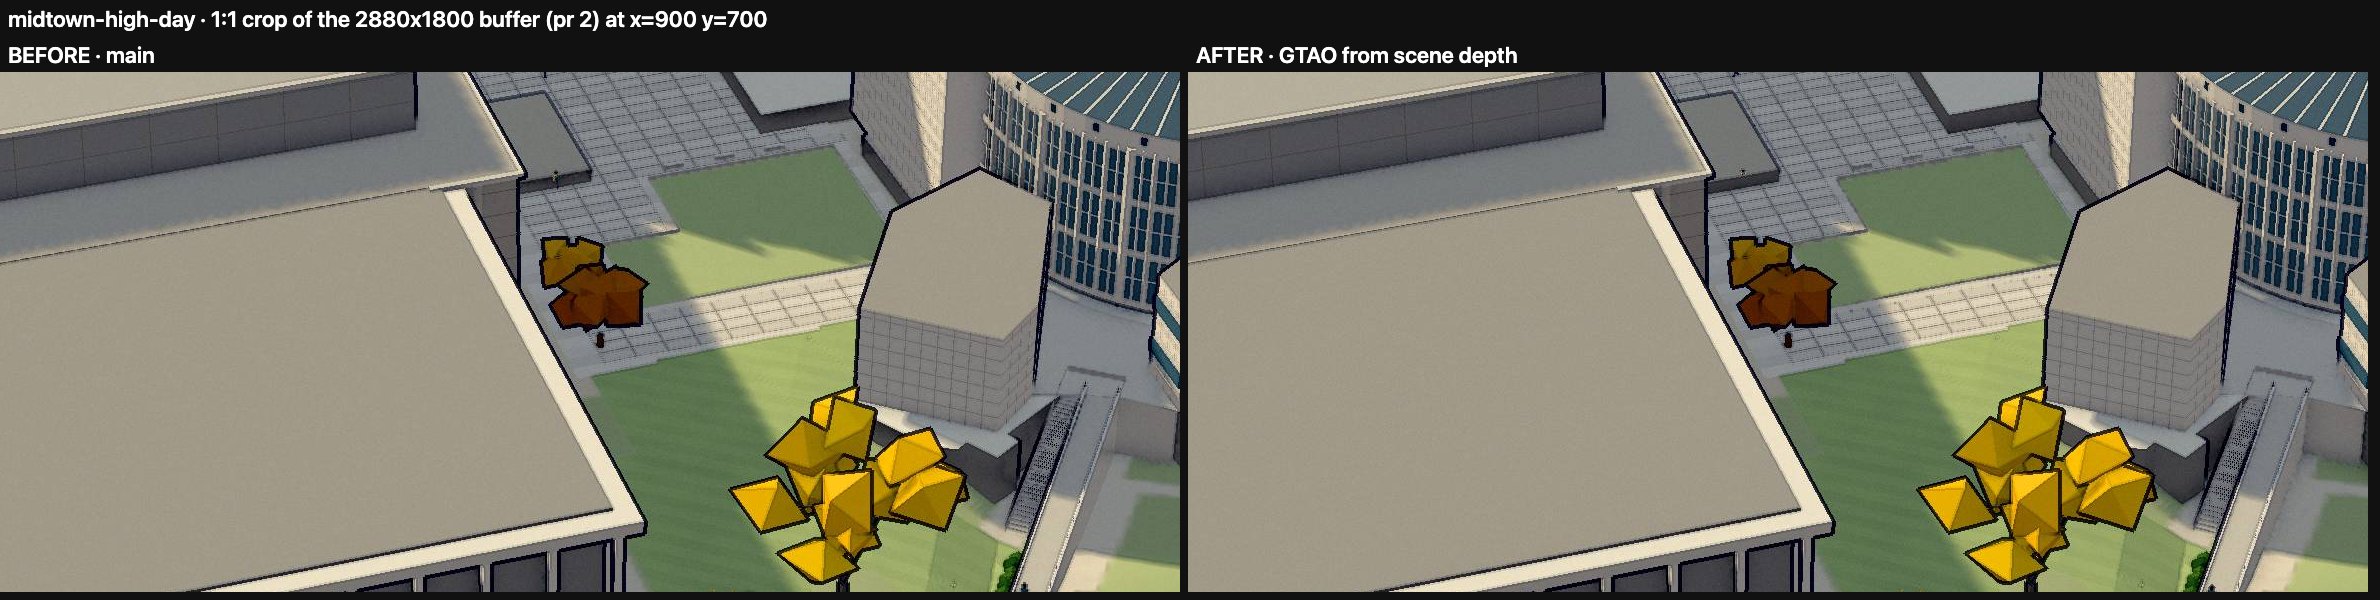 midtown-high-day · 1:1 crop of the 2880x1800 buffer (pr 2) at x=900 y=700
BEFORE · main
AFTER · GTAO from scene depth